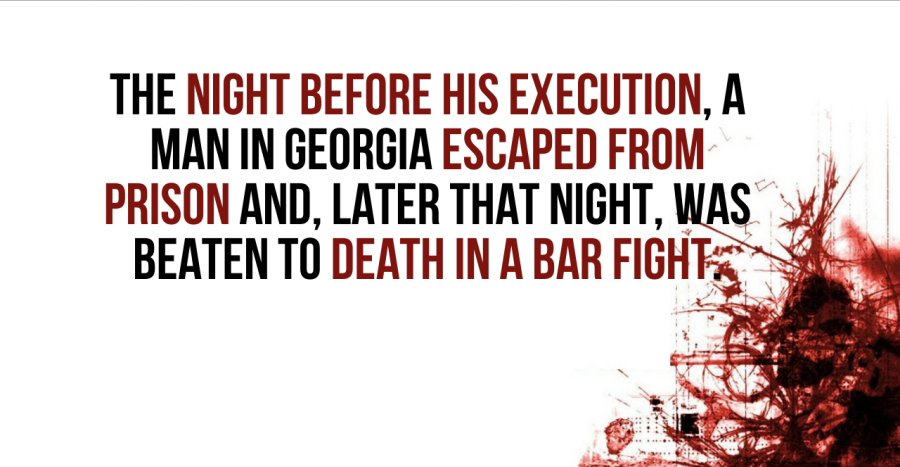 THE NIGHT BEFORE HIS EXECUTION, A
MAN IN GEORGIA ESCAPED FROM
PRISON AND, LATER THAT NIGHT, WAS
BEATEN TO DEATH IN A BAR FIGHT.